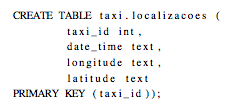 CREATE TABLE taxi.localizacoes (
taxi_id int,
date_time text,
longitude text,
latitude text
PRIMARY KEY (taxi_id));